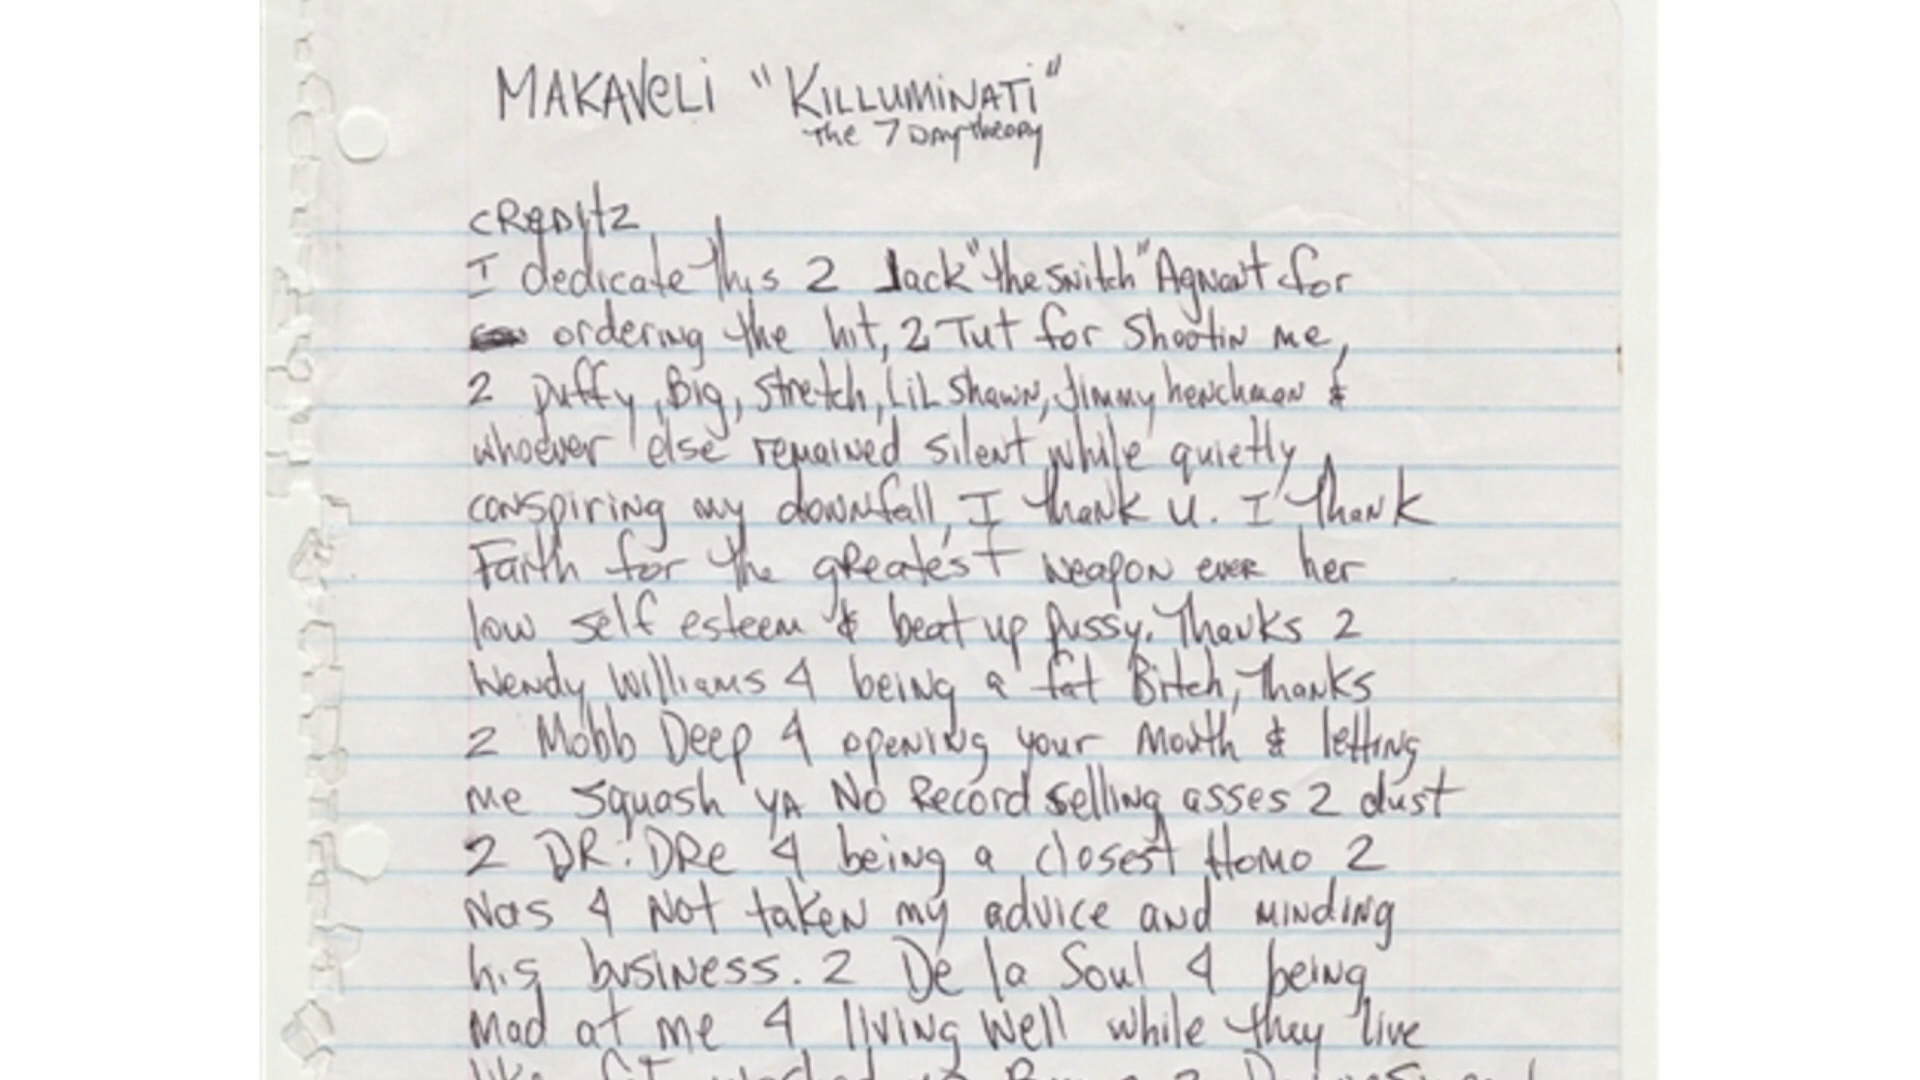 MAKAVELi "KiLLUMiNATi"
The 7 DAY Theory
CREDitz
I dedicate This 2 Jack "the snitch" Agnant for
ordering the hit, 2 Tut for Shootin me,
2 puffy, Big, Stretch, LiL Shawn, Jimmy henchman &
whoever else remained silent while quietly
conspiring my downfall, I Thank U. I Thank
Faith for the greatest weapon ever her
low self esteem & beat up pussy. Thanks 2
Wendy Williams 4 being a fat Bitch, Thanks
2 Mobb Deep 4 opening your mouth & letting
me squash ya No Record selling asses 2 dust
2 DR. DRe 4 being a closest Homo 2
Nas 4 Not taken my advice and minding
his business. 2 De la Soul 4 being
mad at me 4 living well while they live
like